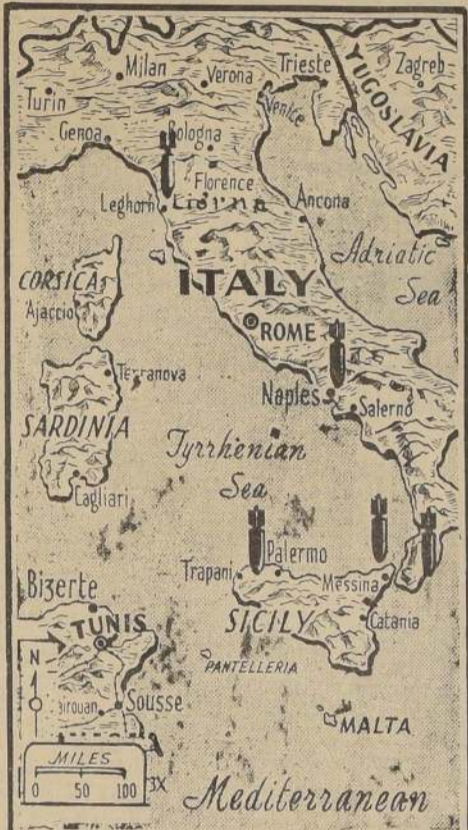 Milan
Verona
Trieste
Zagreb
YUGOSLAVIA
Turin
Venice
Genoa
Bologna
Florence
Leghorn
Ancona
Adriatic
Sea
CORSICA
ITALY
Ajaccio
ROME
Terranova
Naples
Salerno
SARDINIA
Tyrrhenian
Sea
Cagliari
Palermo
Trapani
Messina
Bizerte
TUNIS
SICILY
Catania
PANTELLERIA
N
Sousse
MALTA
MILES
0 50 100
3X
Mediterranean